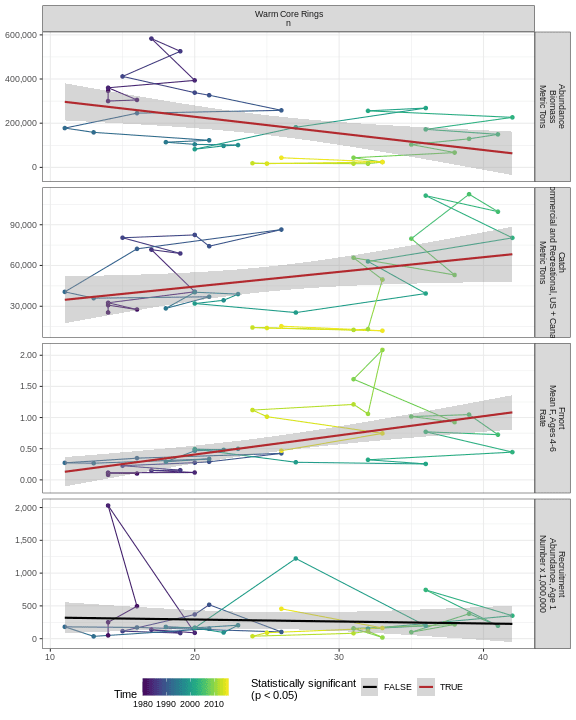 Warm Core Rings
n
600,000
400,000
200,000
0
Abundance
Biomass
Metric Tons
90,000
60,000
30,000
Catch
ommercial and Recreational, US + Cana
Metric Tons
2.00
1.50
1.00
0.50
0.00
Fmort
Mean F, Ages 4-6
Rate
2,000
1,500
1,000
500
0
Recruitment
Abundance, Age 1
Number x 1,000,000
10
20
30
40
Time
1980 1990 2000 2010
Statistically significant
(p < 0.05)
FALSE
TRUE